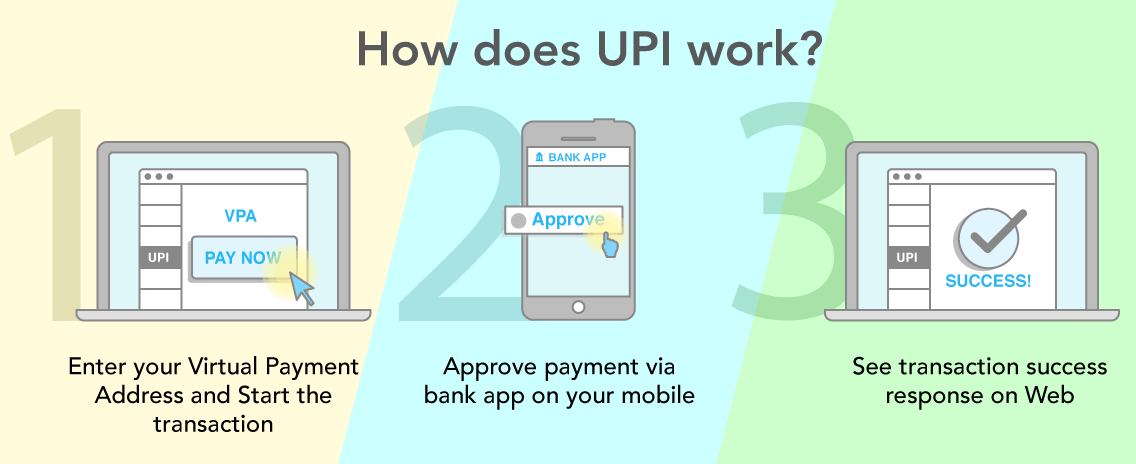 How does UPI work?
1
VPA
PAY NOW
UPI
Enter your Virtual Payment
Address and Start the
transaction
2
BANK APP
Approve
Approve payment via
bank app on your mobile
3
UPI
SUCCESS!
See transaction success
response on Web